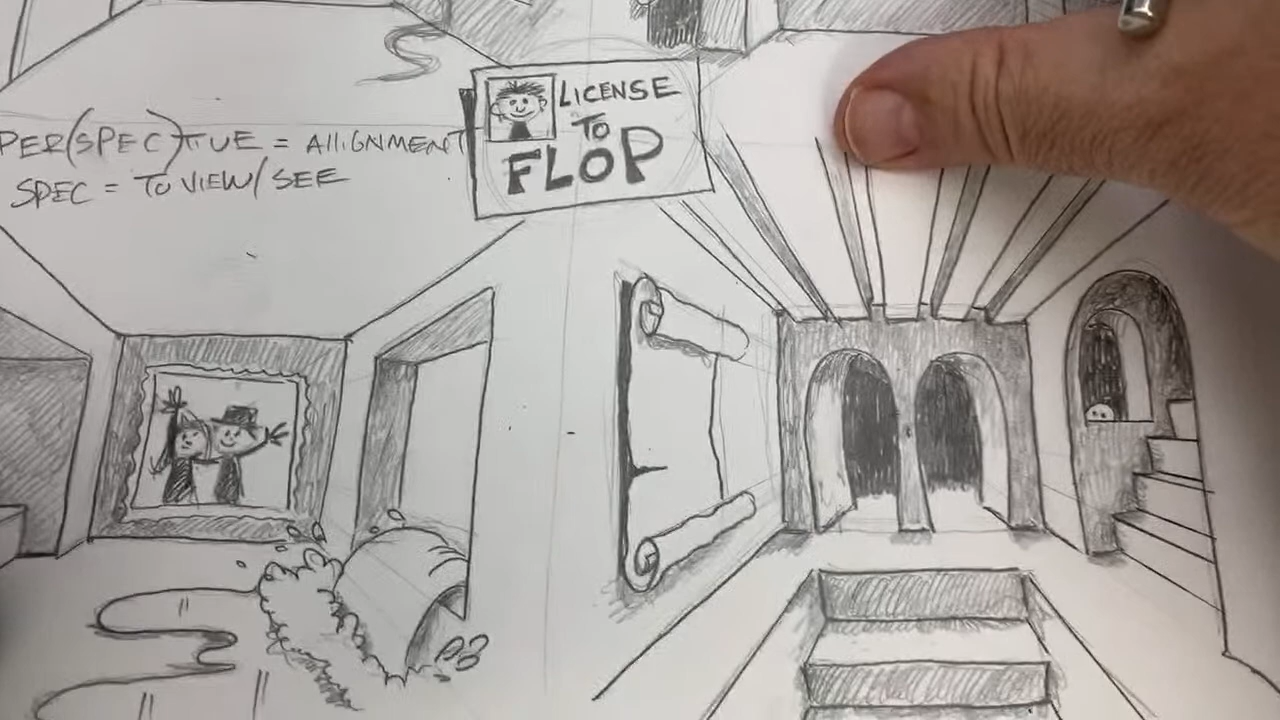 PER(SPEC)TIVE = AllIGNMENT
SPEC = TO VIEW/SEE
LICENSE
TO
FLOP